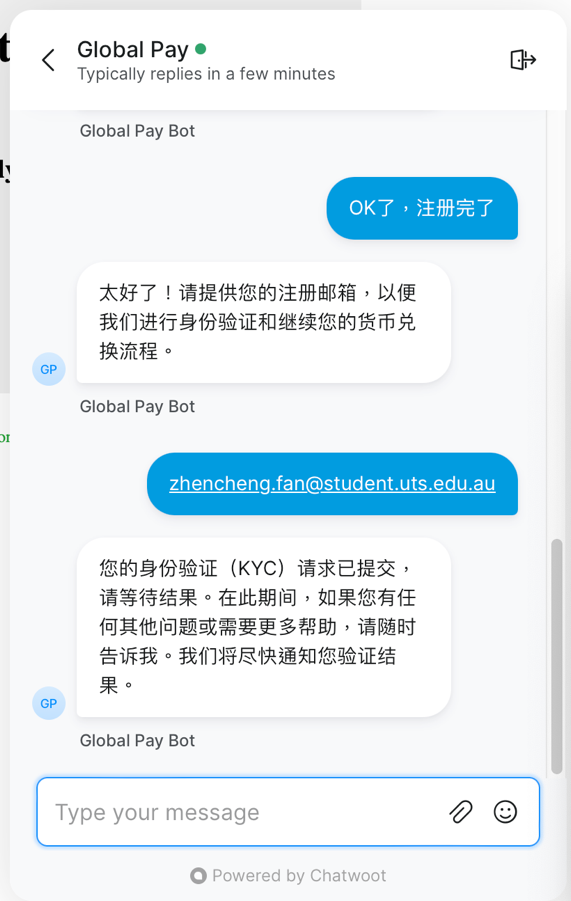 Global Pay
Typically replies in a few minutes
Global Pay Bot
OK了，注册完了
太好了！请提供您的注册邮箱，以便
我们进行身份验证和继续您的货币兑
换流程。
GP
Global Pay Bot
zhencheng.fan@student.uts.edu.au
您的身份验证（KYC）请求已提交，
请等待结果。在此期间，如果您有任
何其他问题或需要更多帮助，请随时
告诉我。我们将尽快通知您验证结
果。
GP
Global Pay Bot
Type your message
Powered by Chatwoot